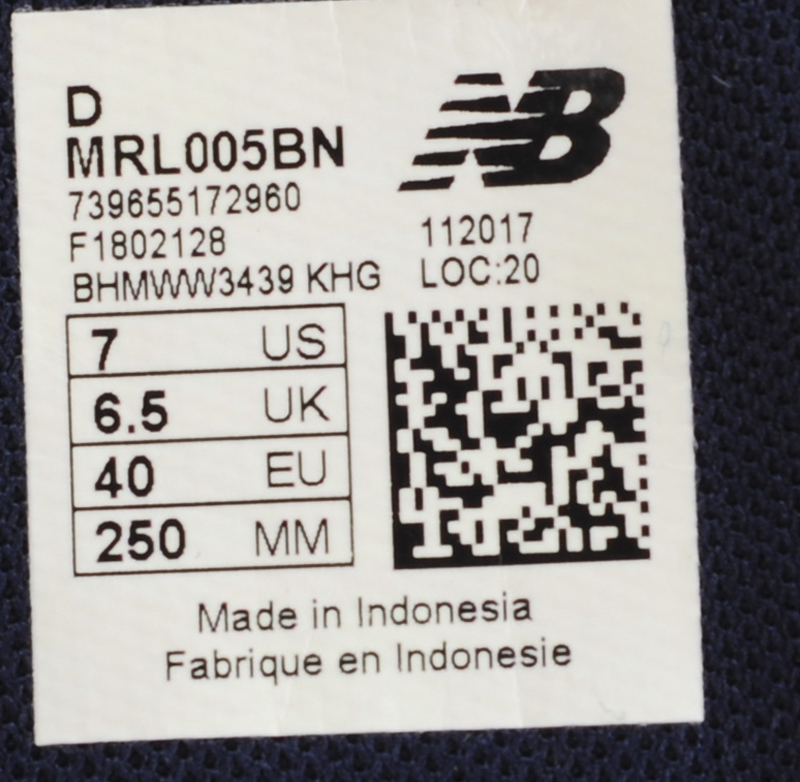 D
MRL005BN
739655172960
F1802128
BHMWW3439 KHG
NB
112017
LOC:20
7 US
6.5 UK
40 EU
250 MM
Made in Indonesia
Fabrique en Indonesie